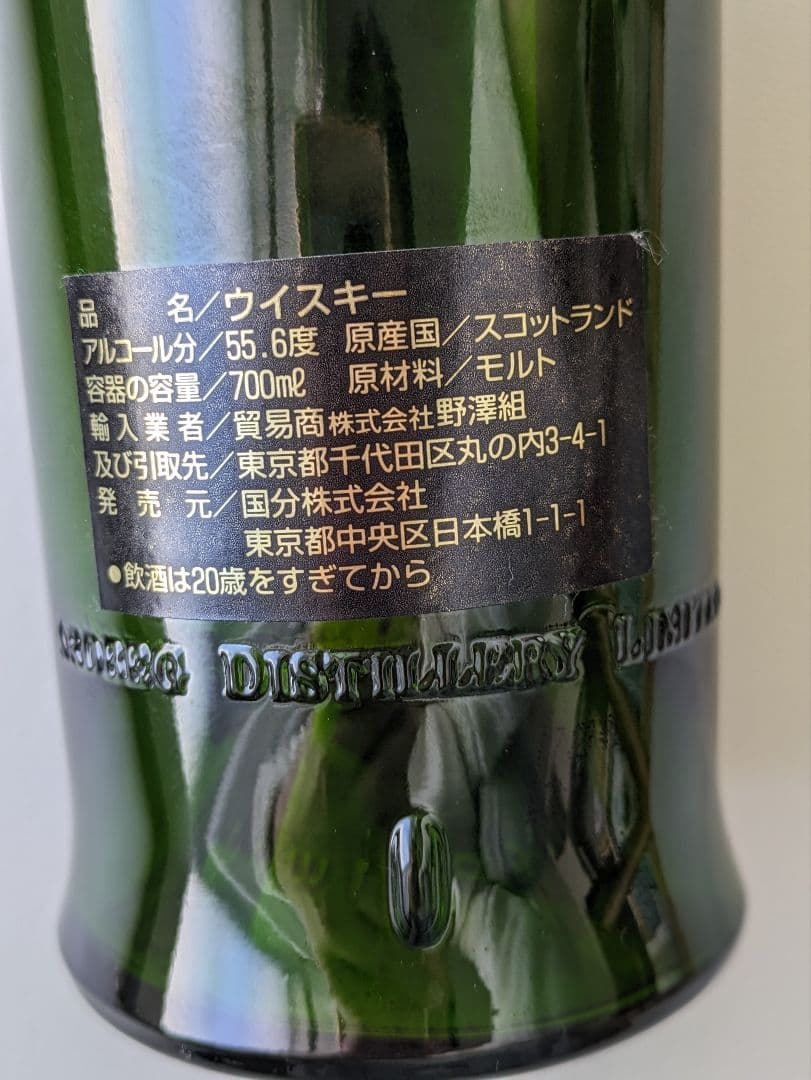 品　　　名／ウイスキー
アルコール分／55.6度　原産国／スコットランド
容器の容量／700mℓ　原材料／モルト
輸入業者／貿易商株式会社野澤組
及び引取先／東京都千代田区丸の内3-4-1
発　売　元／国分株式会社
東京都中央区日本橋1-1-1
●飲酒は20歳をすぎてから
ARDBEG DISTILLERY LIMITED
0